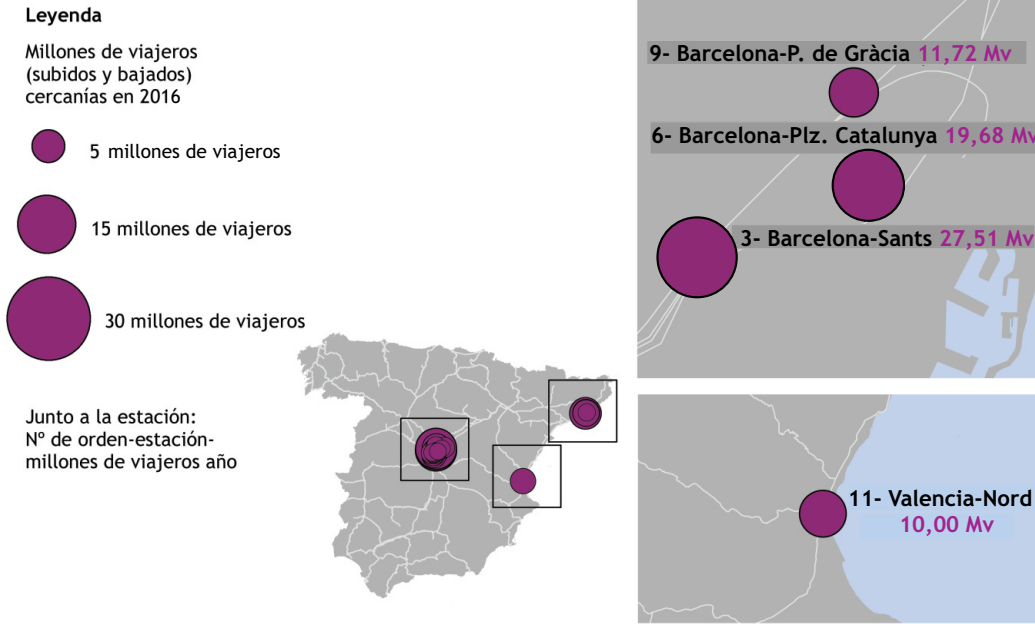 Leyenda
Millones de viajeros
(subidos y bajados)
cercanías en 2016
5 millones de viajeros
15 millones de viajeros
30 millones de viajeros
Junto a la estación:
Nº de orden-estación-
millones de viajeros año
9- Barcelona-P. de Gràcia 11,72 Mv
6- Barcelona-Plz. Catalunya 19,68 Mv
3- Barcelona-Sants 27,51 Mv
11- Valencia-Nord
10,00 Mv